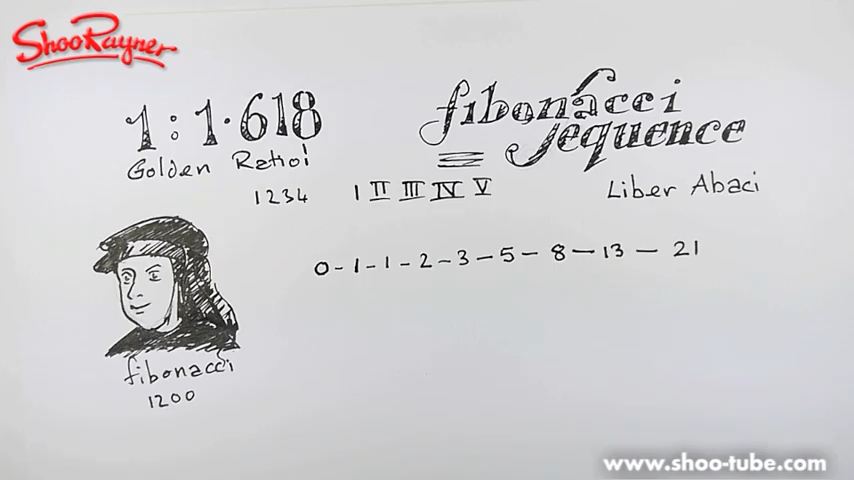 ShooRayner
1:1.618
Golden Ratio!
fibonacci
sequence
1234 I II III IV V Liber Abaci
0-1-1-2-3-5-8-13-21
fibonacci
1200
www.shoo-tube.com